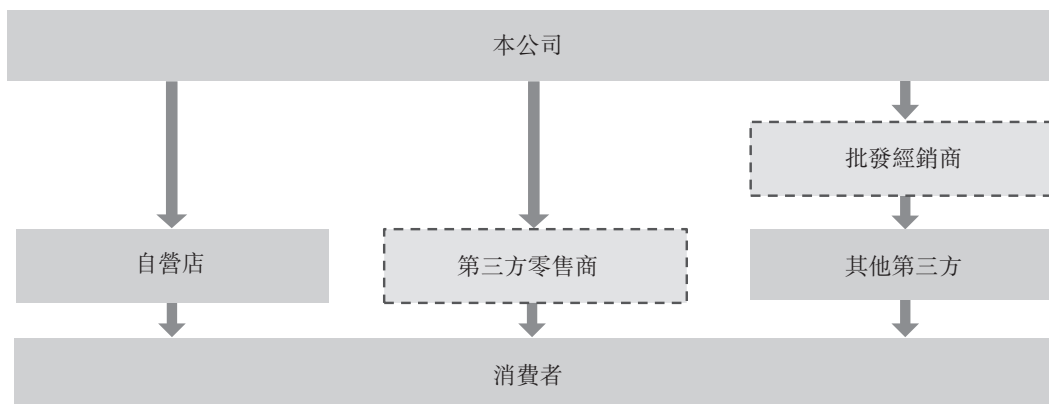 本公司
批發經銷商
自營店
第三方零售商
其他第三方
消費者